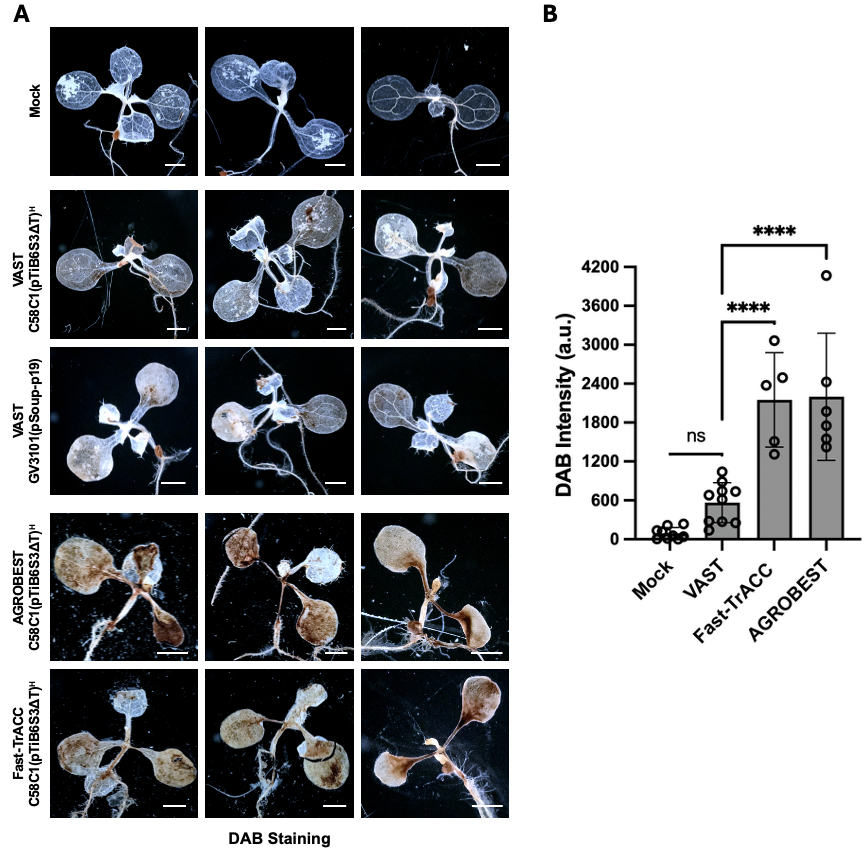 A
Mock
VAST
C58C1(pTiB6S3ΔT)ᴴ
VAST
GV3101(pSoup-p19)
AGROBEST
C58C1(pTiB6S3ΔT)ᴴ
Fast-TrACC
C58C1(pTiB6S3ΔT)ᴴ
DAB Staining
B
****
****
ns
DAB Intensity (a.u.)
4200
3600
3000
2400
1800
1200
600
0
Mock
VAST
Fast-TrACC
AGROBEST